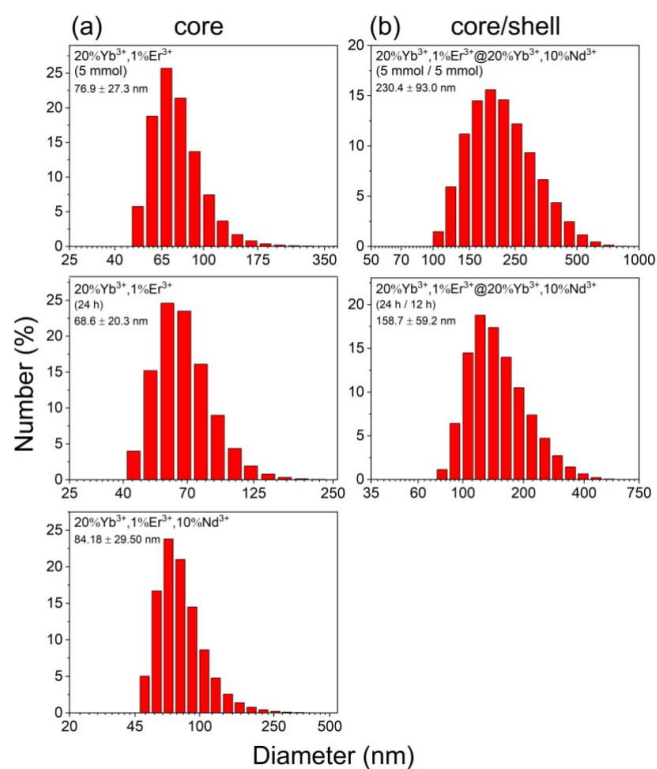 (a) core
(b) core/shell
20%Yb³⁺,1%Er³⁺
(5 mmol)
76.9 ± 27.3 nm
25
20
15
10
5
0
25 40 65 100 175 350
20%Yb³⁺,1%Er³⁺@20%Yb³⁺,10%Nd³⁺
(5 mmol / 5 mmol)
230.4 ± 93.0 nm
20
15
10
5
0
50 70 100 150 250 500 1000
20%Yb³⁺,1%Er³⁺
(24 h)
68.6 ± 20.3 nm
25
20
15
10
5
0
25 40 70 125 250
20%Yb³⁺,1%Er³⁺@20%Yb³⁺,10%Nd³⁺
(24 h / 12 h)
158.7 ± 59.2 nm
20
15
10
5
0
35 60 100 200 400 750
20%Yb³⁺,1%Er³⁺,10%Nd³⁺
84.18 ± 29.50 nm
25
20
15
10
5
0
20 45 100 250 500
Number (%)
Diameter (nm)